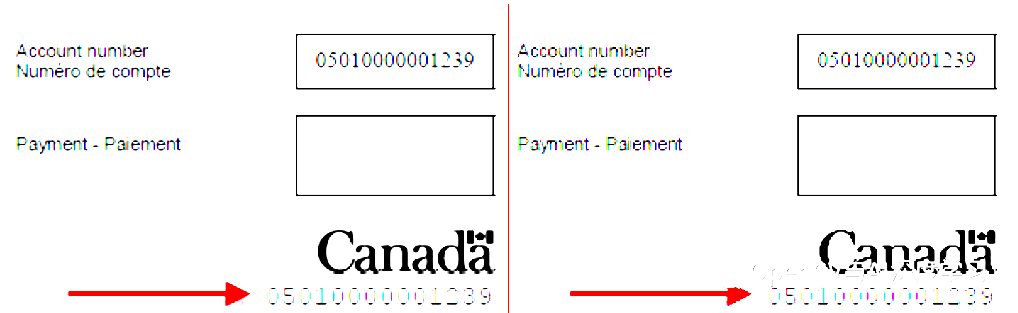 Account number
Numéro de compte
05010000001239
Payment - Paiement
Canada
05010000001239
Account number
Numéro de compte
05010000001239
Payment - Paiement
Canada
05010000001239